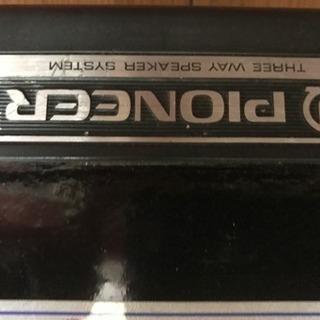 PIONEER
THREE WAY SPEAKER SYSTEM